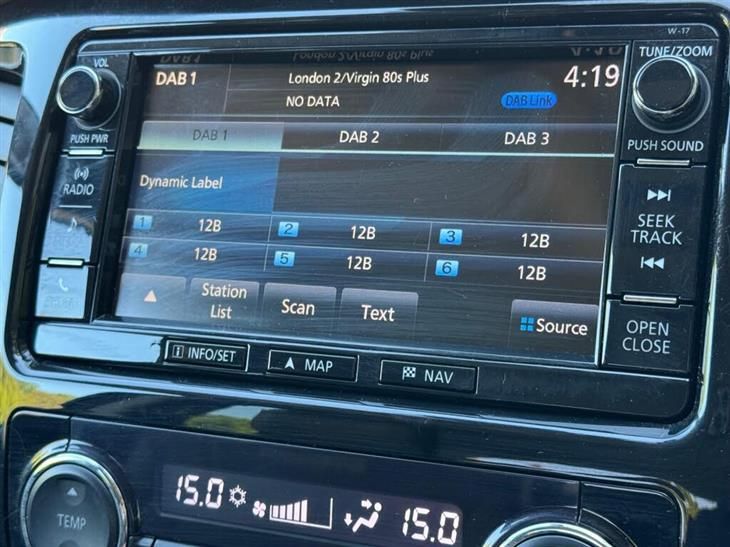 W-17
VOL
PUSH PWR
RADIO
DAB 1
London 2/Virgin 80s Plus
4:19
NO DATA
DAB Link
DAB 1
DAB 2
DAB 3
Dynamic Label
1 12B
2 12B
3 12B
4 12B
5 12B
6 12B
Station
List
Scan
Text
Source
TUNE/ZOOM
PUSH SOUND
SEEK
TRACK
OPEN
CLOSE
i INFO/SET
MAP
NAV
TEMP
15.0
15.0